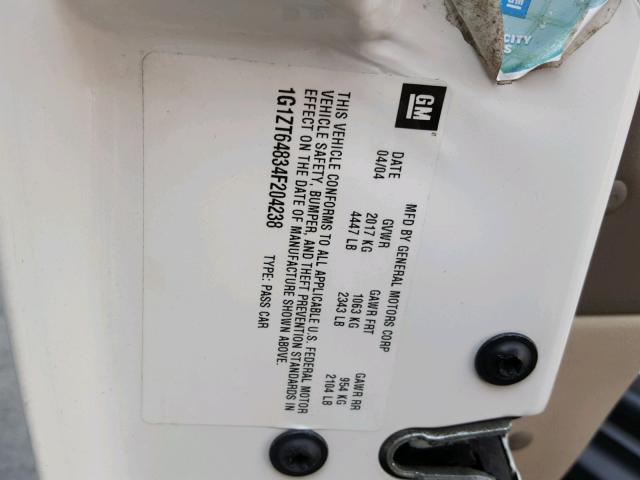 GM
CITY
S
GM
MFD BY GENERAL MOTORS CORP
DATE GVWR GAWR FRT GAWR RR
04/04 2017 KG 1063 KG 954 KG
4447 LB 2343 LB 2104 LB
THIS VEHICLE CONFORMS TO ALL APPLICABLE U.S. FEDERAL MOTOR
VEHICLE SAFETY, BUMPER, AND THEFT PREVENTION STANDARDS IN
EFFECT ON THE DATE OF MANUFACTURE SHOWN ABOVE.
1G1ZT64834F204238 TYPE: PASS CAR